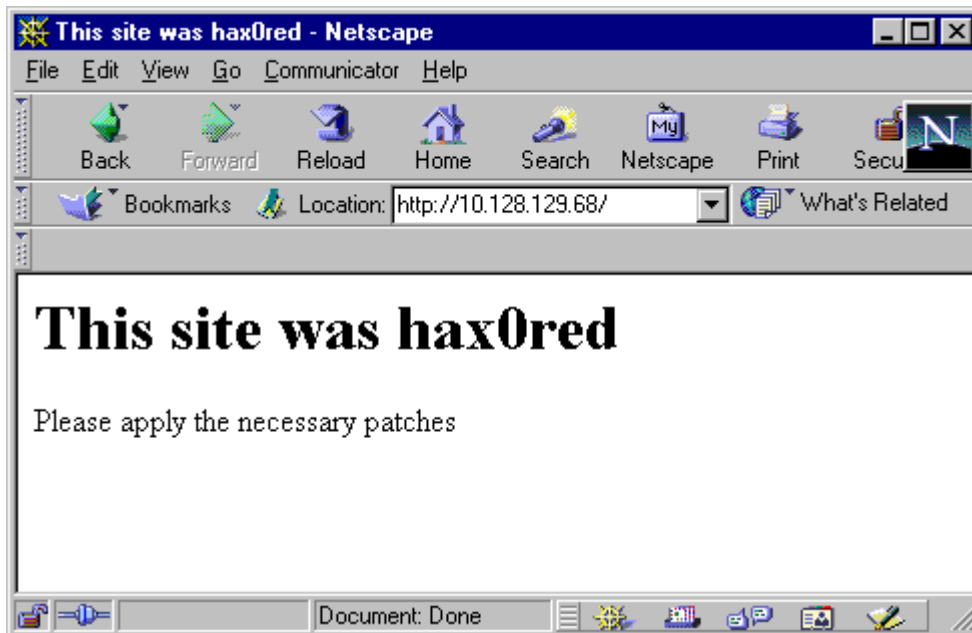 This site was hax0red - Netscape
File Edit View Go Communicator Help
Back Forward Reload Home Search Netscape Print Secu
My
N
Bookmarks Location: http://10.128.129.68/ What's Related
This site was hax0red
Please apply the necessary patches
Document: Done